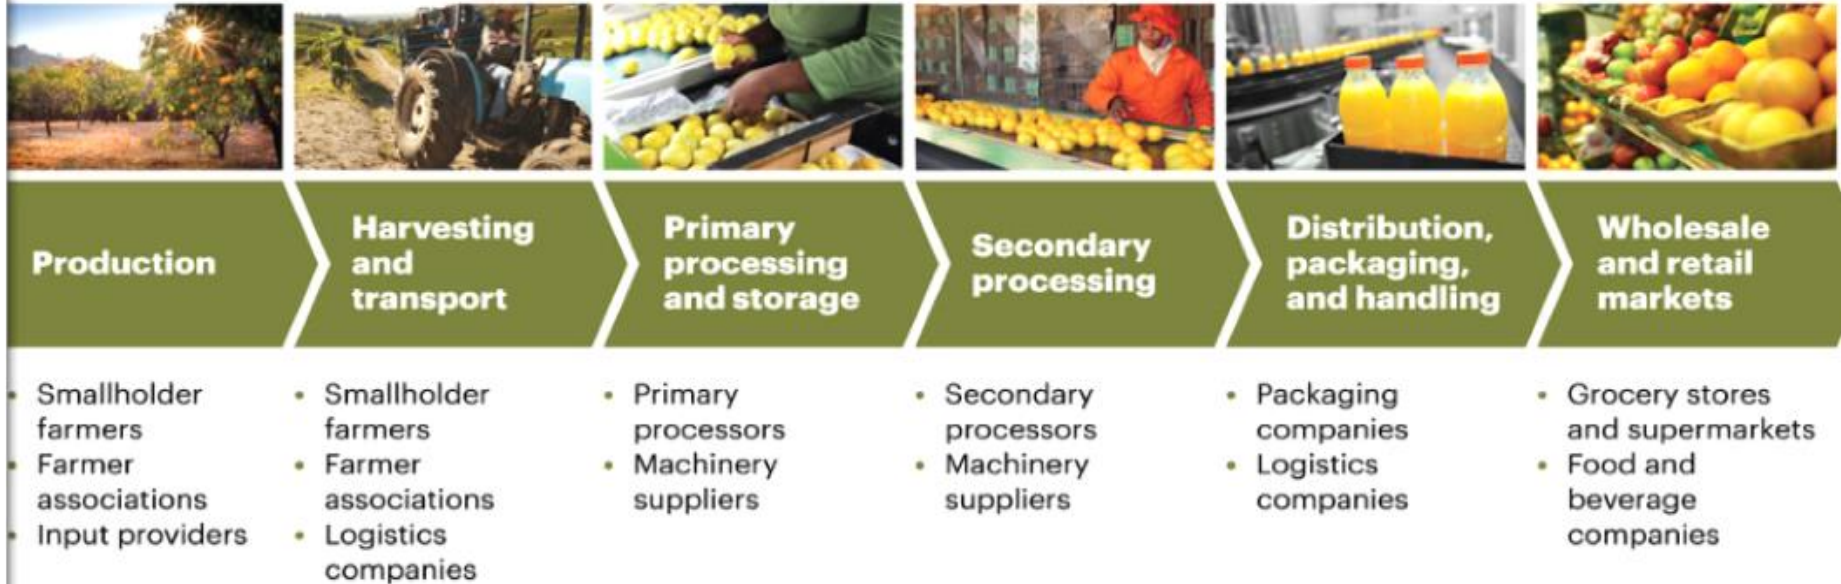 Production
Harvesting
and
transport
Primary
processing
and storage
Secondary
processing
Distribution,
packaging,
and handling
Wholesale
and retail
markets
• Smallholder
farmers
• Farmer
associations
• Input providers
• Smallholder
farmers
• Farmer
associations
• Logistics
companies
• Primary
processors
• Machinery
suppliers
• Secondary
processors
• Machinery
suppliers
• Packaging
companies
• Logistics
companies
• Grocery stores
and supermarkets
• Food and
beverage
companies